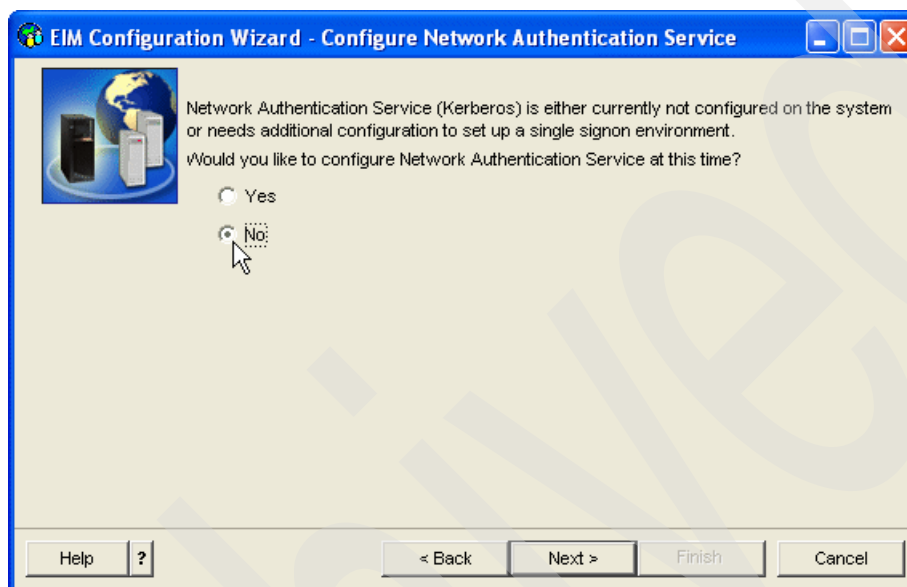 EIM Configuration Wizard - Configure Network Authentication Service
Network Authentication Service (Kerberos) is either currently not configured on the system
or needs additional configuration to set up a single signon environment.
Would you like to configure Network Authentication Service at this time?
Yes
No
Help ? < Back Next > Finish Cancel